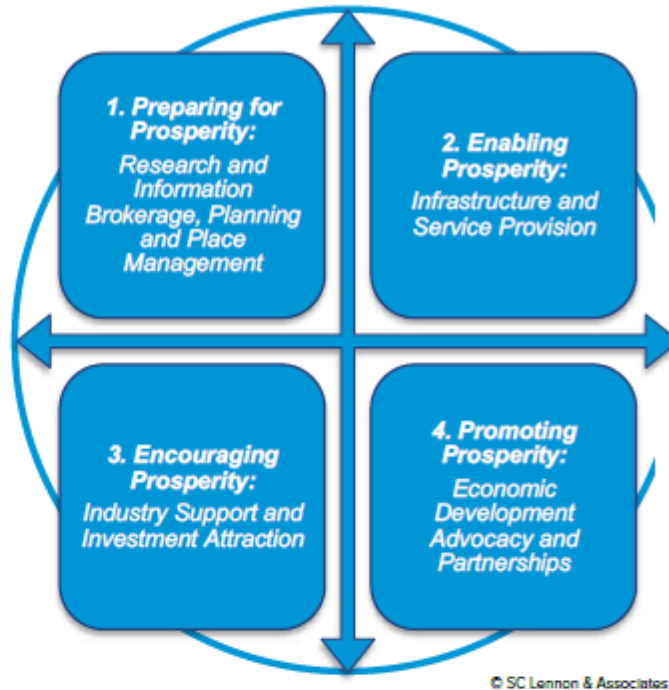 1. Preparing for
Prosperity:
Research and
Information
Brokerage, Planning
and Place
Management
2. Enabling
Prosperity:
Infrastructure and
Service Provision
3. Encouraging
Prosperity:
Industry Support and
Investment Attraction
4. Promoting
Prosperity:
Economic
Development
Advocacy and
Partnerships
© SC Lennon & Associates